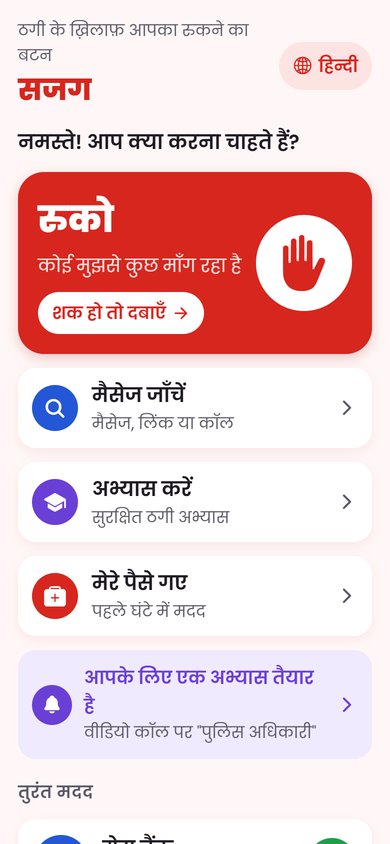 ठगी के ख़िलाफ़ आपका रुकने का
बटन
सजग
हिन्दी
नमस्ते! आप क्या करना चाहते हैं?
रुको
कोई मुझसे कुछ माँग रहा है
शक हो तो दबाएँ →
मैसेज जाँचें
मैसेज, लिंक या कॉल
अभ्यास करें
सुरक्षित ठगी अभ्यास
मेरे पैसे गए
पहले घंटे में मदद
आपके लिए एक अभ्यास तैयार
है
वीडियो कॉल पर "पुलिस अधिकारी"
तुरंत मदद